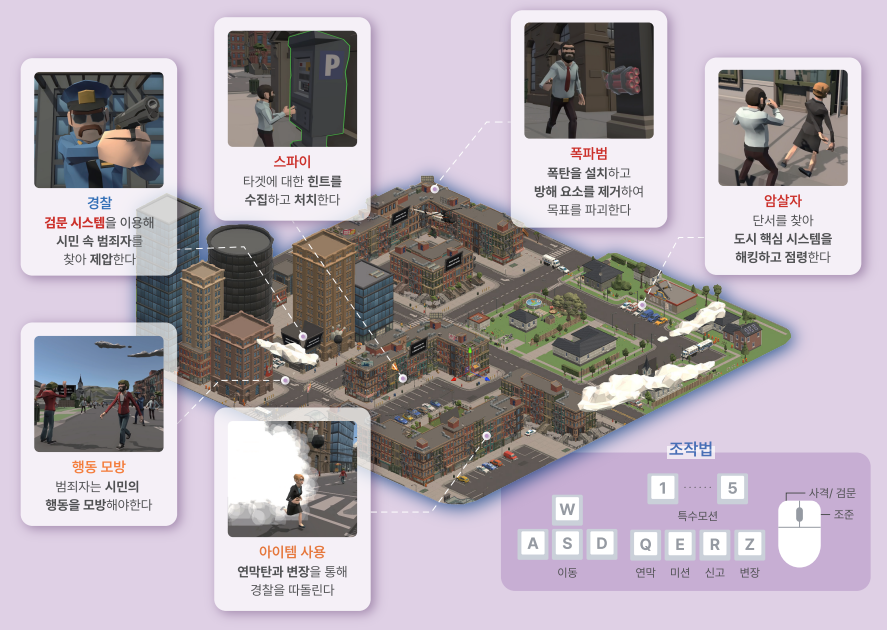 경찰
검문 시스템을 이용해
시민 속 범죄자를
찾아 제압한다
P
스파이
타겟에 대한 힌트를
수집하고 처치한다
폭파범
폭탄을 설치하고
방해 요소를 제거하여
목표를 파괴한다
암살자
단서를 찾아
도시 핵심 시스템을
해킹하고 점령한다
행동 모방
범죄자는 시민의
행동을 모방해야한다
아이템 사용
연막탄과 변장을 통해
경찰을 따돌린다
조작법
W
A S D
이동
1 ...... 5
특수모션
Q E R Z
연막 미션 신고 변장
사격/ 검문
조준